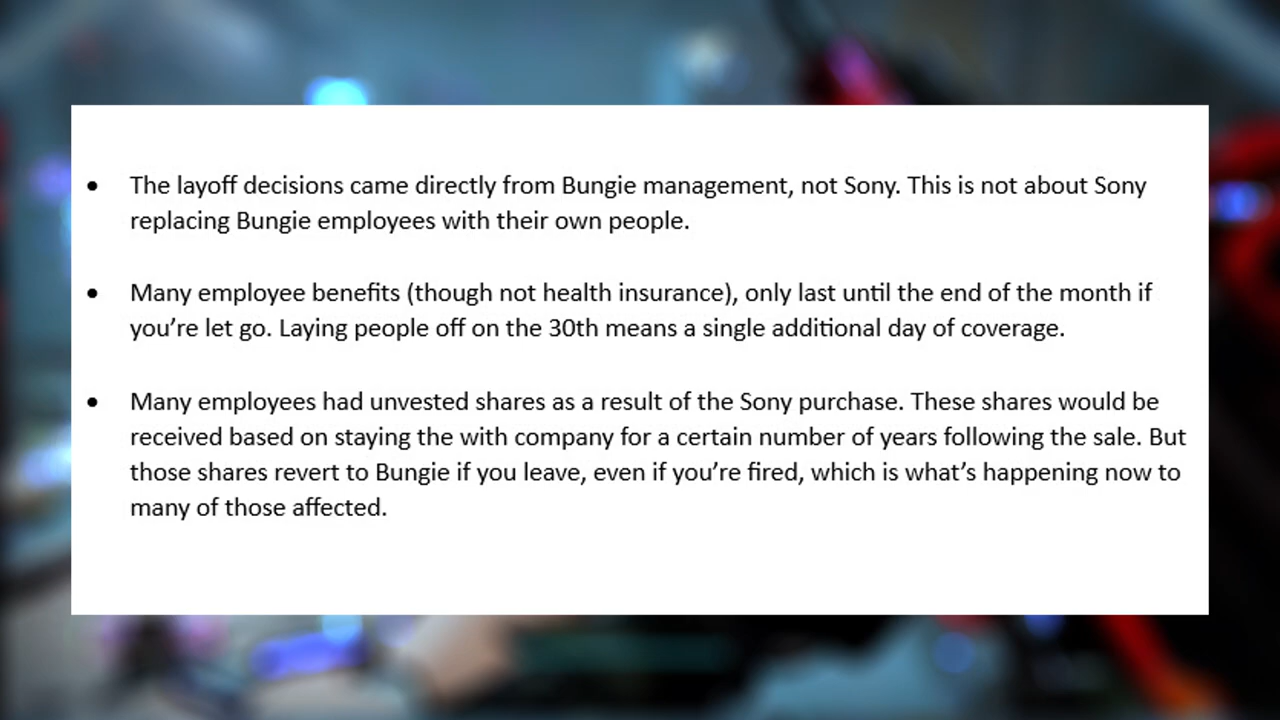 • The layoff decisions came directly from Bungie management, not Sony. This is not about Sony
replacing Bungie employees with their own people.
• Many employee benefits (though not health insurance), only last until the end of the month if
you’re let go. Laying people off on the 30th means a single additional day of coverage.
• Many employees had unvested shares as a result of the Sony purchase. These shares would be
received based on staying the with company for a certain number of years following the sale. But
those shares revert to Bungie if you leave, even if you’re fired, which is what’s happening now to
many of those affected.